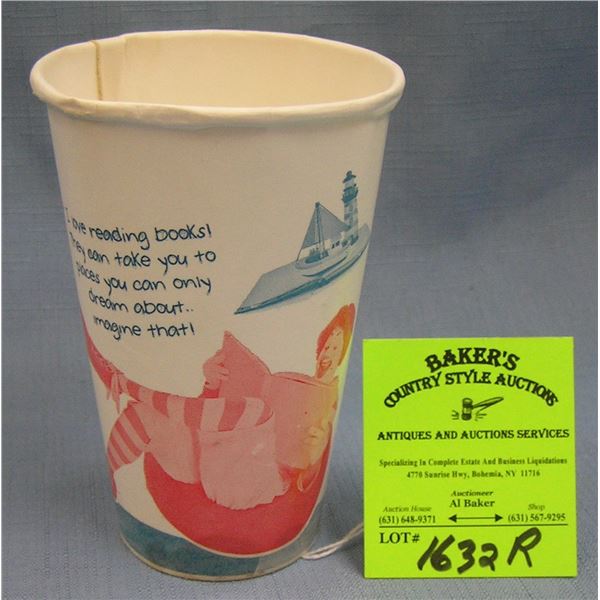 I love reading books!
They can take you to
places you can only
dream about..
imagine that!
BAKER'S
COUNTRY STYLE AUCTIONS
ANTIQUES AND AUCTIONS SERVICES
Specializing In Complete Estate And Business Liquidations
4770 Sunrise Hwy, Bohemia, NY 11716
Auctioneer
Auction House Al Baker Shop
(631) 648-9371 (631) 567-9295
LOT# 1632R